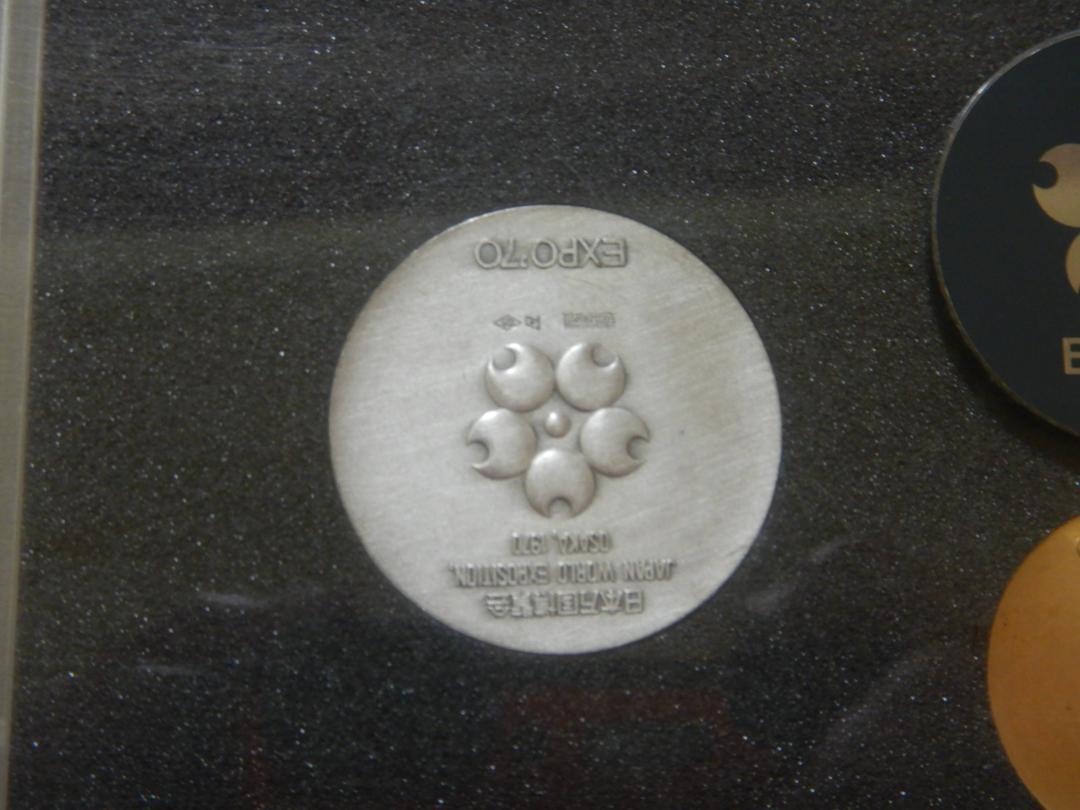 日本万国博覧会
JAPAN WORLD EXPOSITION,
OSAKA, 1970
EXPO'70
E